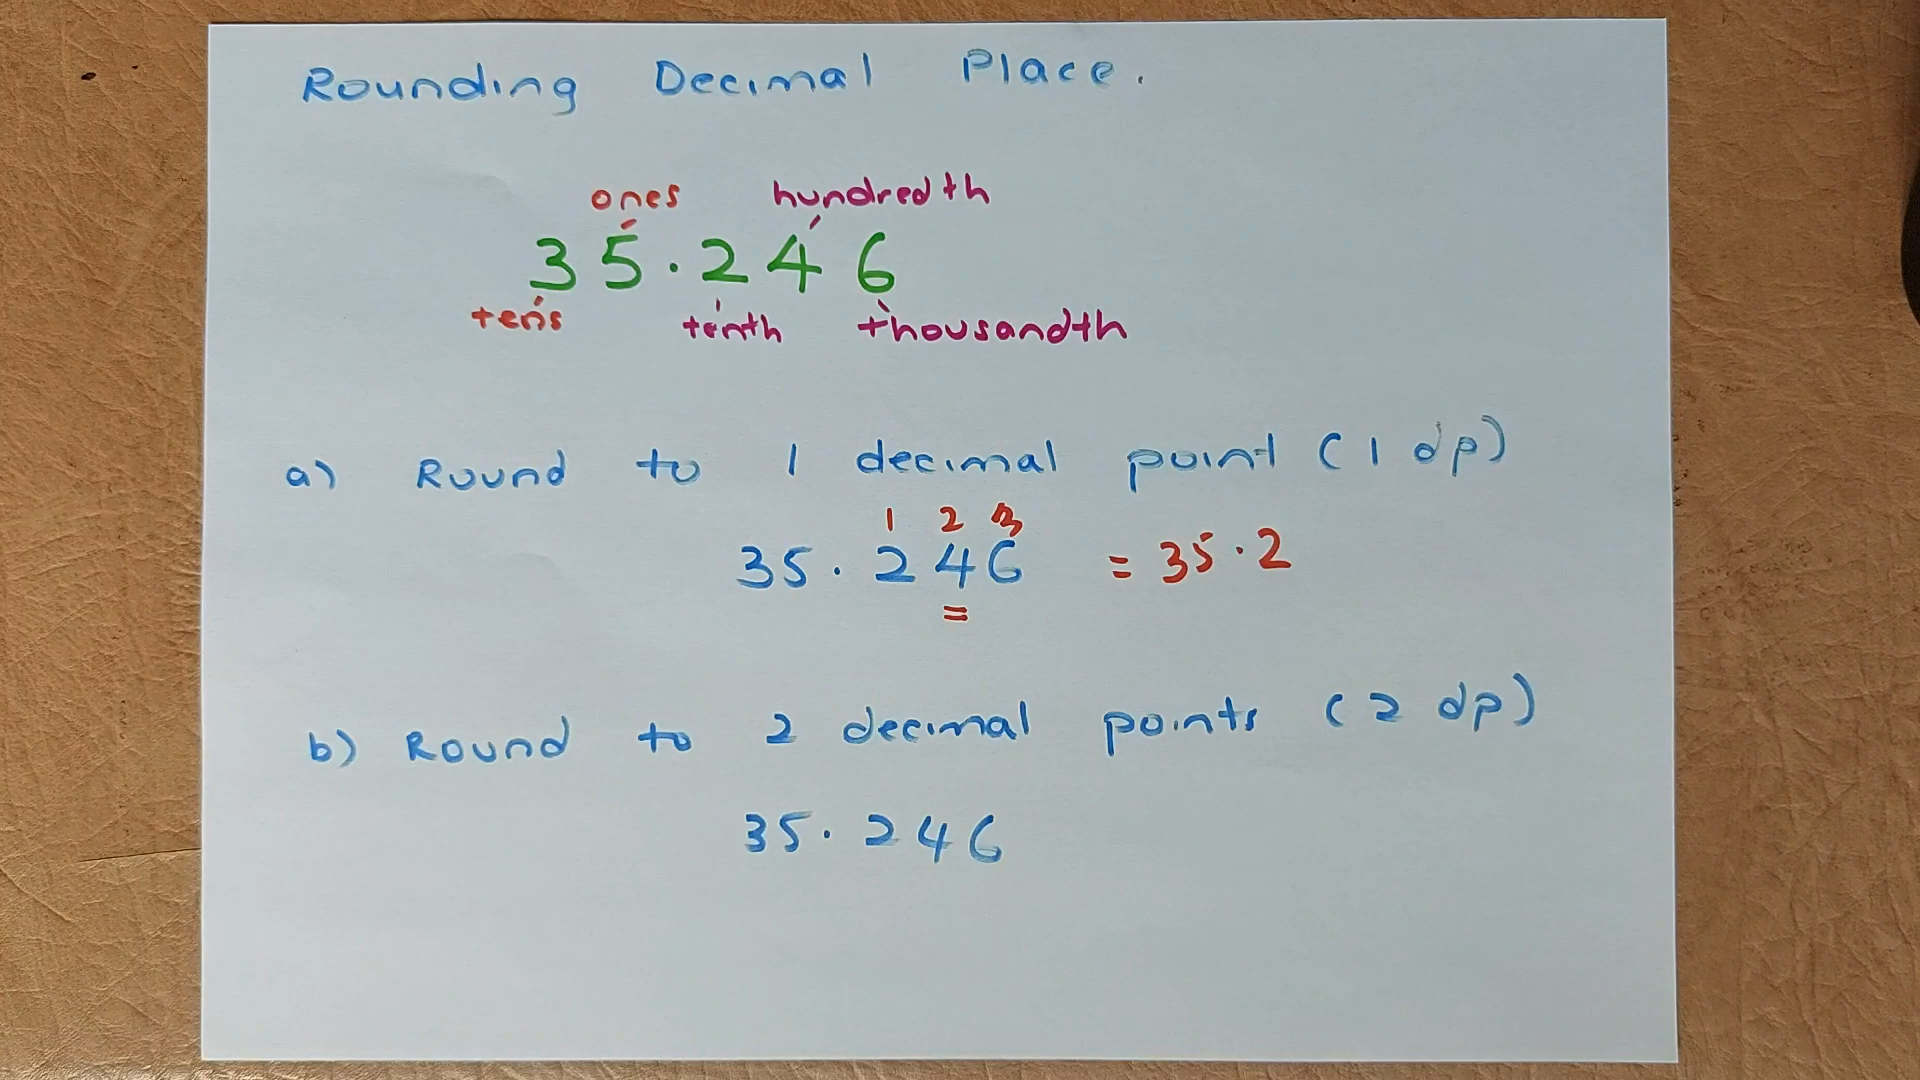 Rounding Decimal Place.
ones hundredth
35.246
tens tenth thousandth
a) Round to 1 decimal point (1 dp)
1 2 3
35.246 = 35.2
=
b) Round to 2 decimal points (2 dp)
35.246